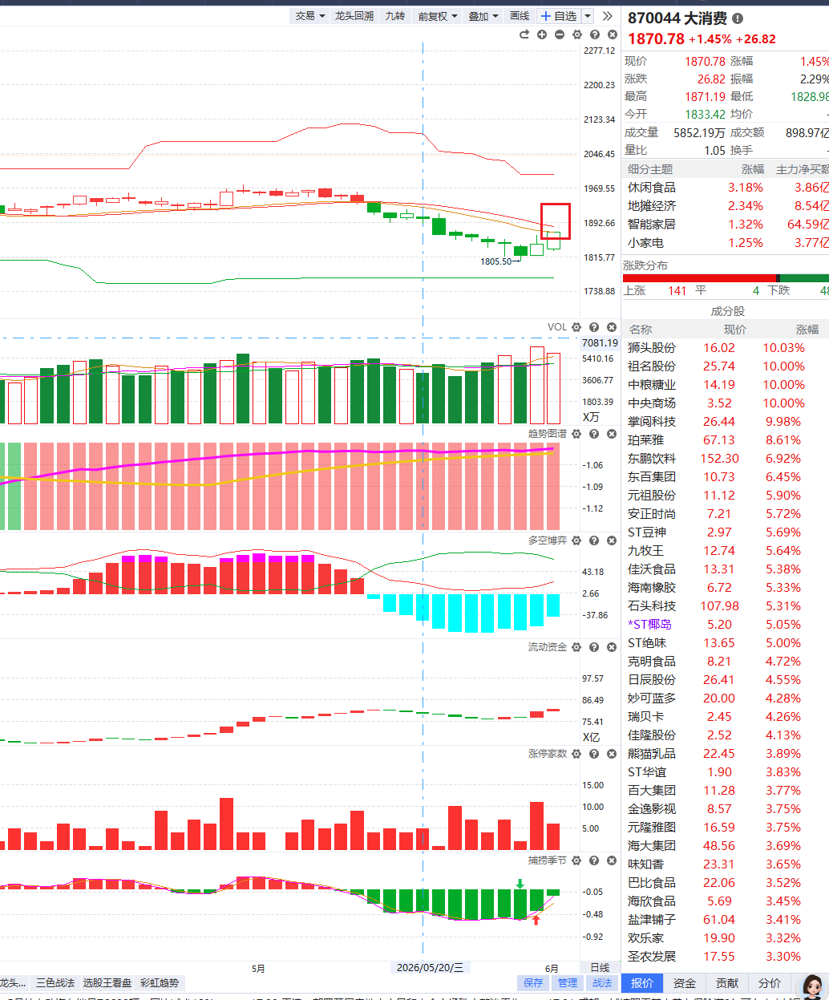 交易 龙头回溯 九转 前复权 叠加 画线 +自选
870044 大消费
1870.78 +1.45% +26.82
现价 1870.78 涨幅 1.45%
涨跌 26.82 振幅 2.29%
最高 1871.19 最低 1828.98
今开 1833.42 均价 -
成交量 5852.19万 成交额 898.97亿
量比 1.05 换手 -
细分主题 涨幅 主力净买额
休闲食品 3.18% 3.86亿
地摊经济 2.34% 8.54亿
智能家居 1.32% 64.59亿
小家电 1.25% 3.77亿
涨跌分布
上涨 141 平 4 下跌 48
成分股
名称 现价 涨幅
狮头股份 16.02 10.03%
祖名股份 25.74 10.00%
中粮糖业 14.19 10.00%
中央商场 3.52 10.00%
掌阅科技 26.44 9.98%
珀莱雅 67.13 8.61%
东鹏饮料 152.30 6.92%
东百集团 10.73 6.45%
元祖股份 11.12 5.90%
安正时尚 7.21 5.72%
ST豆神 2.97 5.69%
九牧王 12.74 5.64%
佳沃食品 13.31 5.38%
海南橡胶 6.72 5.33%
石头科技 107.98 5.31%
*ST椰岛 5.20 5.05%
ST绝味 13.65 5.00%
克明食品 8.21 4.72%
日辰股份 26.41 4.55%
妙可蓝多 20.00 4.28%
瑞贝卡 2.45 4.26%
佳隆股份 2.52 4.13%
熊猫乳品 22.45 3.89%
ST华谊 1.90 3.83%
百大集团 11.28 3.77%
金逸影视 8.57 3.75%
元隆雅图 16.59 3.75%
海大集团 48.56 3.69%
味知香 23.31 3.65%
巴比食品 22.06 3.52%
海欣食品 5.69 3.45%
盐津铺子 61.04 3.41%
欢乐家 19.90 3.32%
圣农发展 17.55 3.30%
报价 资金 贡献 分价
2277.12
2200.23
2123.34
2046.45
1969.55
1892.66
1815.77
1738.88
1805.50
VOL
7081.19
5410.16
3606.77
1803.39
X万
趋势图谱
-1.06
-1.09
-1.12
多空博弈
43.18
2.66
-37.86
流动资金
97.57
86.49
75.41
X亿
涨停家数
15.00
10.00
5.00
捕捞季节
-0.05
-0.48
-0.92
5月 2026/05/20/三 6月 日线
龙头... 三色战法 选股王看盘 彩虹趋势 保存 管理 战法